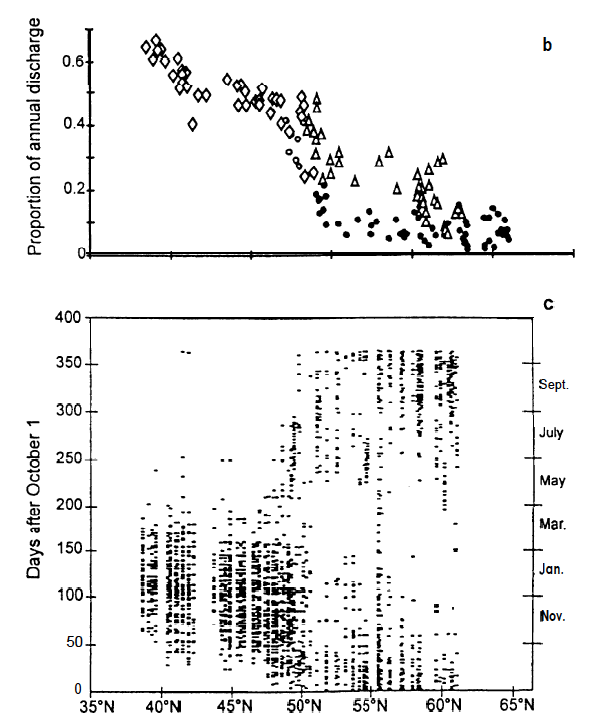 b
Proportion of annual discharge
0.6
0.4
0.2
0
c
Days after October 1
400
350
300
250
200
150
100
50
0
Sept.
July
May
Mar.
Jan.
Nov.
35°N 40°N 45°N 50°N 55°N 60°N 65°N